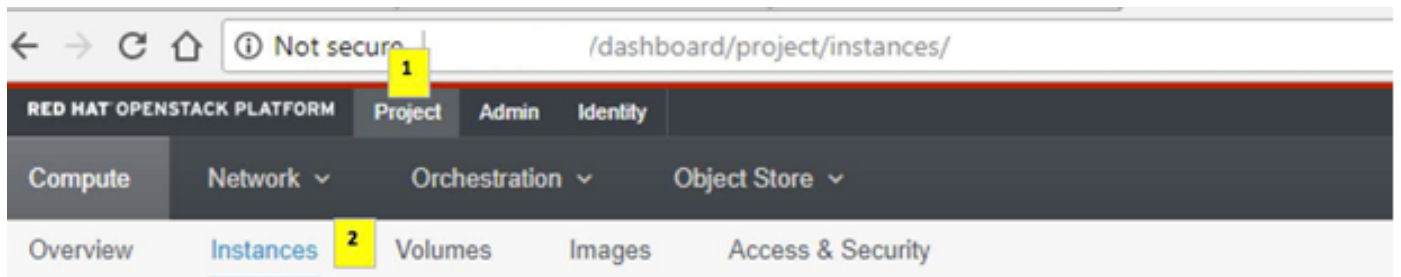 Not secure /dashboard/project/instances/
1
RED HAT OPENSTACK PLATFORM Project Admin Identity
Compute Network Orchestration Object Store
Overview Instances 2 Volumes Images Access & Security